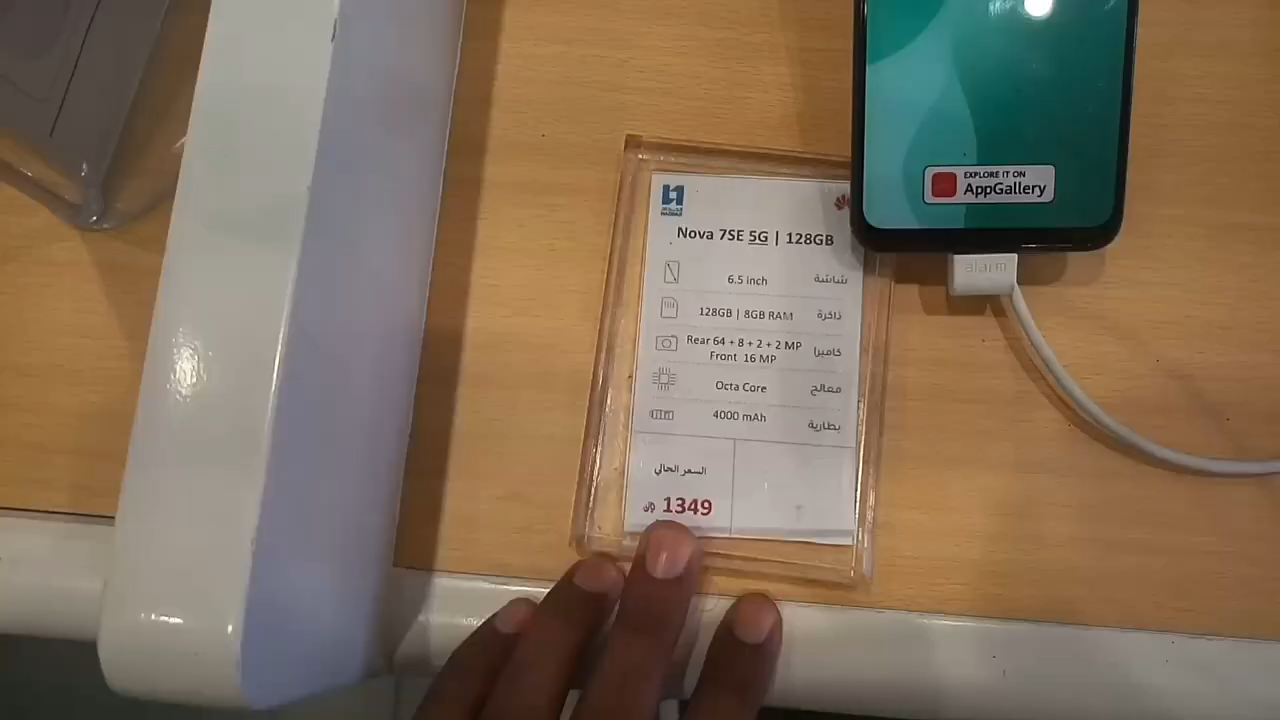 EXPLORE IT ON
AppGallery
alarm
Nova 7SE 5G | 128GB
6.5 inch شاشة
128GB | 8GB RAM ذاكرة
Rear 64 + 8 + 2 + 2 MP كاميرا
Front 16 MP
Octa Core معالج
4000 mAh بطارية
السعر الحالي
1349